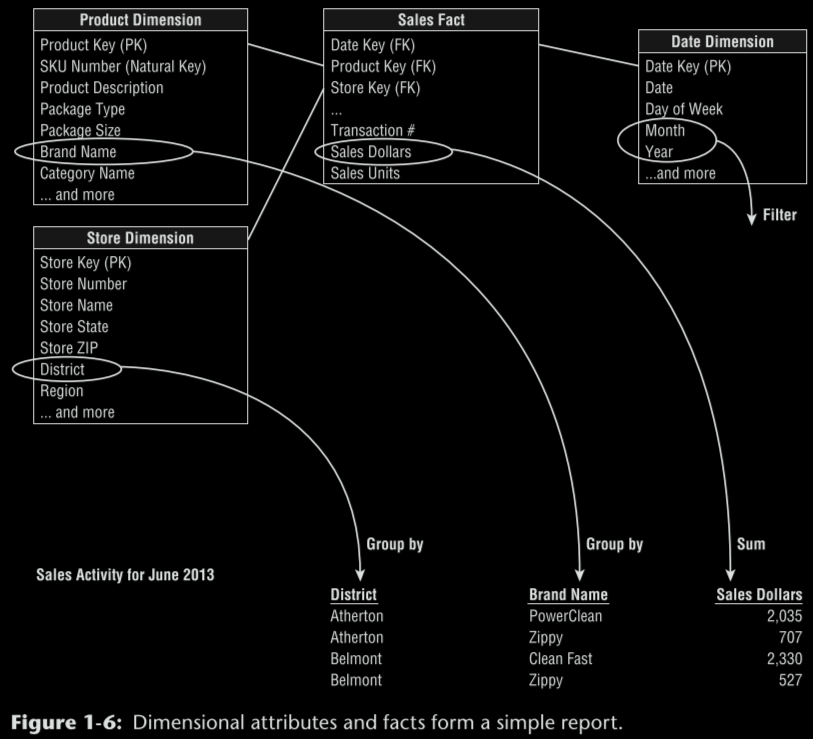 Product Dimension
Product Key (PK)
SKU Number (Natural Key)
Product Description
Package Type
Package Size
Brand Name
Category Name
... and more
Sales Fact
Date Key (FK)
Product Key (FK)
Store Key (FK)
...
Transaction #
Sales Dollars
Sales Units
Date Dimension
Date Key (PK)
Date
Day of Week
Month
Year
...and more
Filter
Store Dimension
Store Key (PK)
Store Number
Store Name
Store State
Store ZIP
District
Region
... and more
Group by
Group by
Sum
Sales Activity for June 2013
District Brand Name Sales Dollars
Atherton PowerClean 2,035
Atherton Zippy 707
Belmont Clean Fast 2,330
Belmont Zippy 527
Figure 1-6: Dimensional attributes and facts form a simple report.